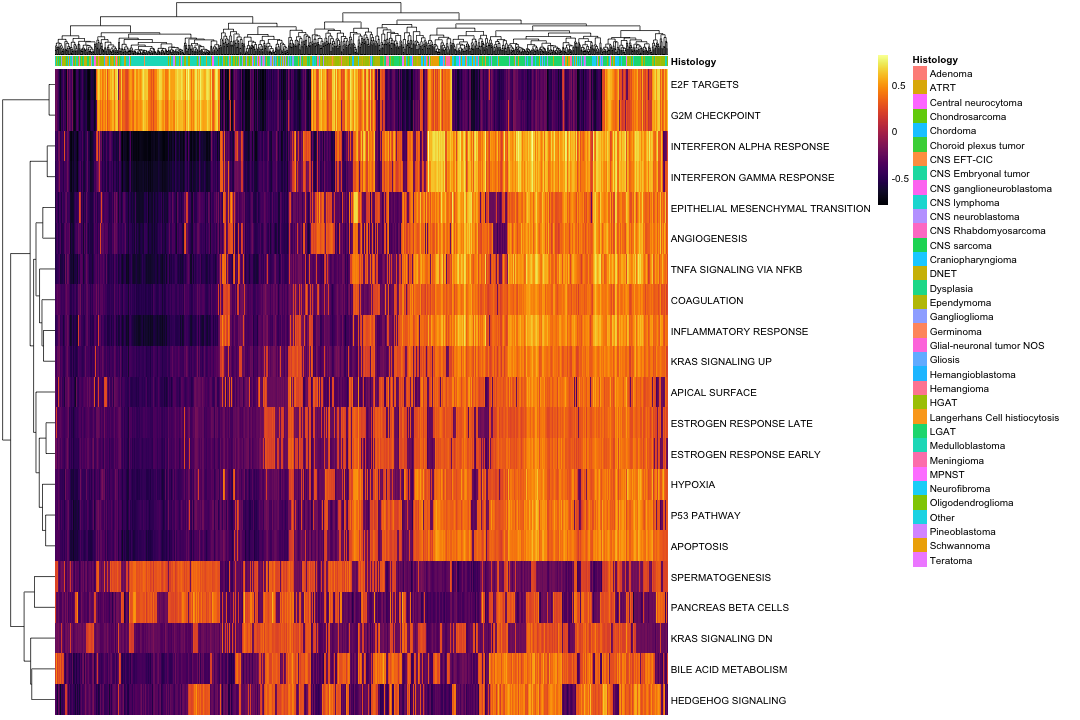 Histology
E2F TARGETS
G2M CHECKPOINT
INTERFERON ALPHA RESPONSE
INTERFERON GAMMA RESPONSE
EPITHELIAL MESENCHYMAL TRANSITION
ANGIOGENESIS
TNFA SIGNALING VIA NFKB
COAGULATION
INFLAMMATORY RESPONSE
KRAS SIGNALING UP
APICAL SURFACE
ESTROGEN RESPONSE LATE
ESTROGEN RESPONSE EARLY
HYPOXIA
P53 PATHWAY
APOPTOSIS
SPERMATOGENESIS
PANCREAS BETA CELLS
KRAS SIGNALING DN
BILE ACID METABOLISM
HEDGEHOG SIGNALING
0.5
0
-0.5
Histology
Adenoma
ATRT
Central neurocytoma
Chondrosarcoma
Chordoma
Choroid plexus tumor
CNS EFT-CIC
CNS Embryonal tumor
CNS ganglioneuroblastoma
CNS lymphoma
CNS neuroblastoma
CNS Rhabdomyosarcoma
CNS sarcoma
Craniopharyngioma
DNET
Dysplasia
Ependymoma
Ganglioglioma
Germinoma
Glial-neuronal tumor NOS
Gliosis
Hemangioblastoma
Hemangioma
HGAT
Langerhans Cell histiocytosis
LGAT
Medulloblastoma
Meningioma
MPNST
Neurofibroma
Oligodendroglioma
Other
Pineoblastoma
Schwannoma
Teratoma